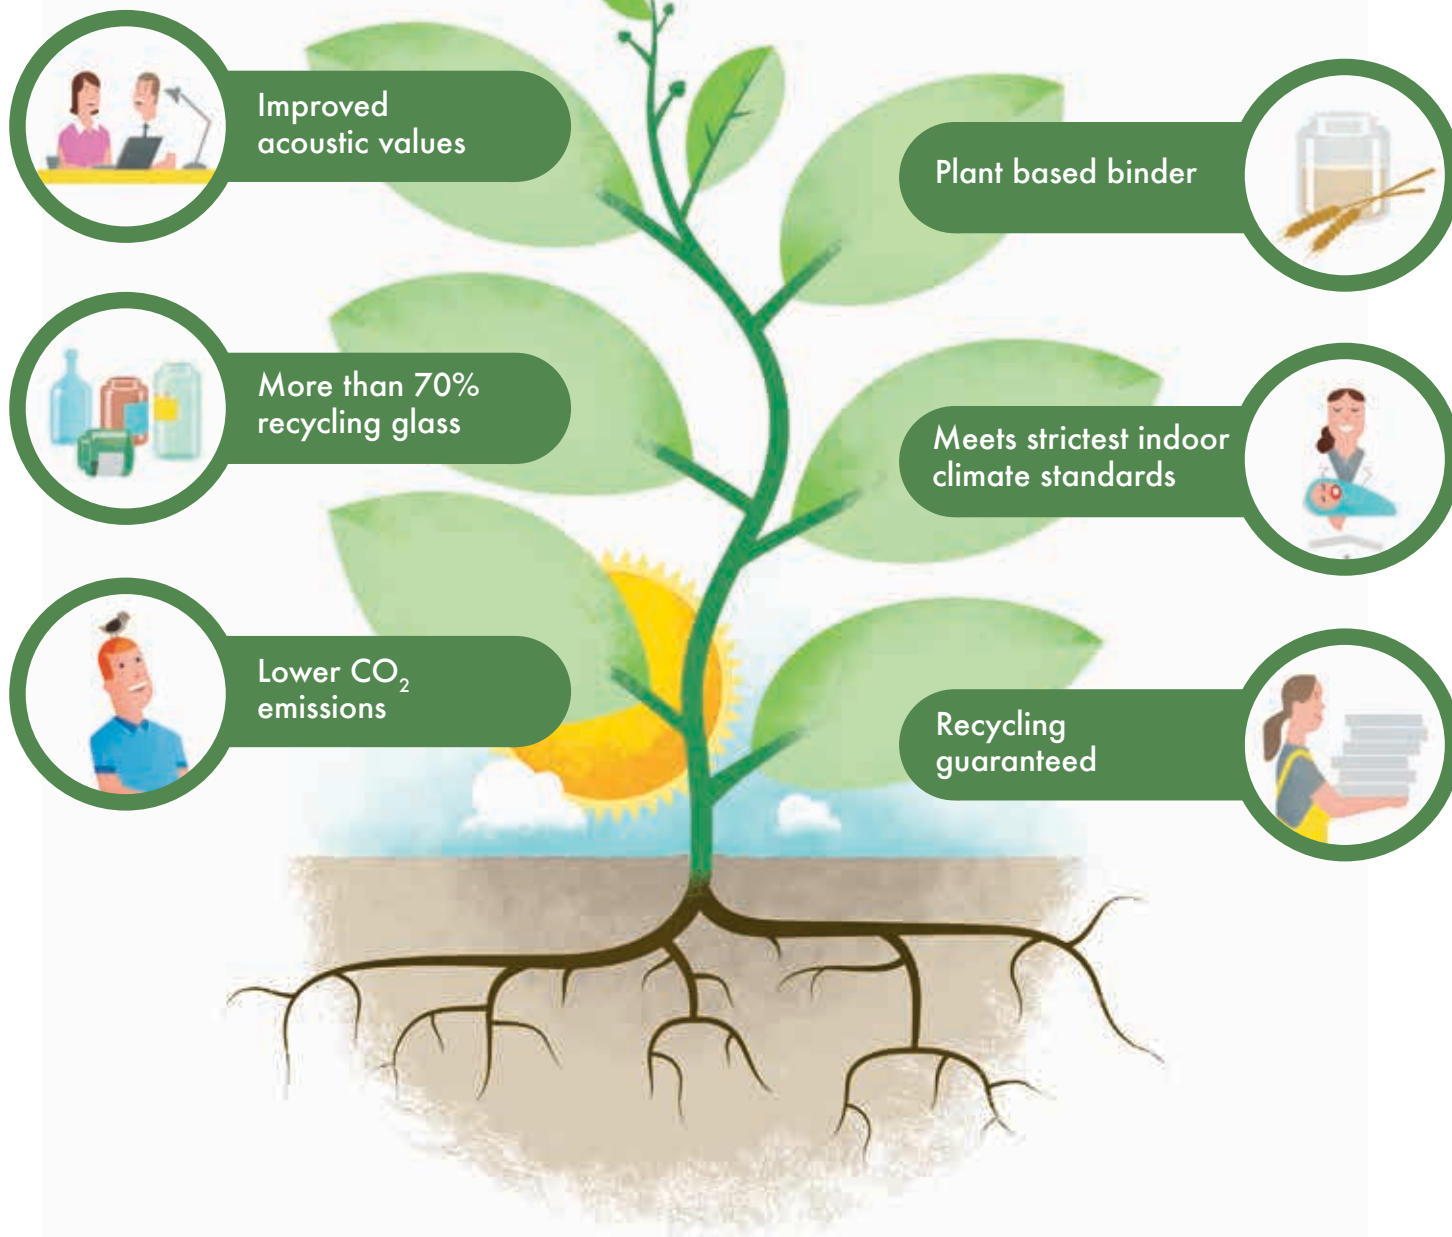 Improved
acoustic values
Plant based binder
More than 70%
recycling glass
Meets strictest indoor
climate standards
Lower CO₂
emissions
Recycling
guaranteed